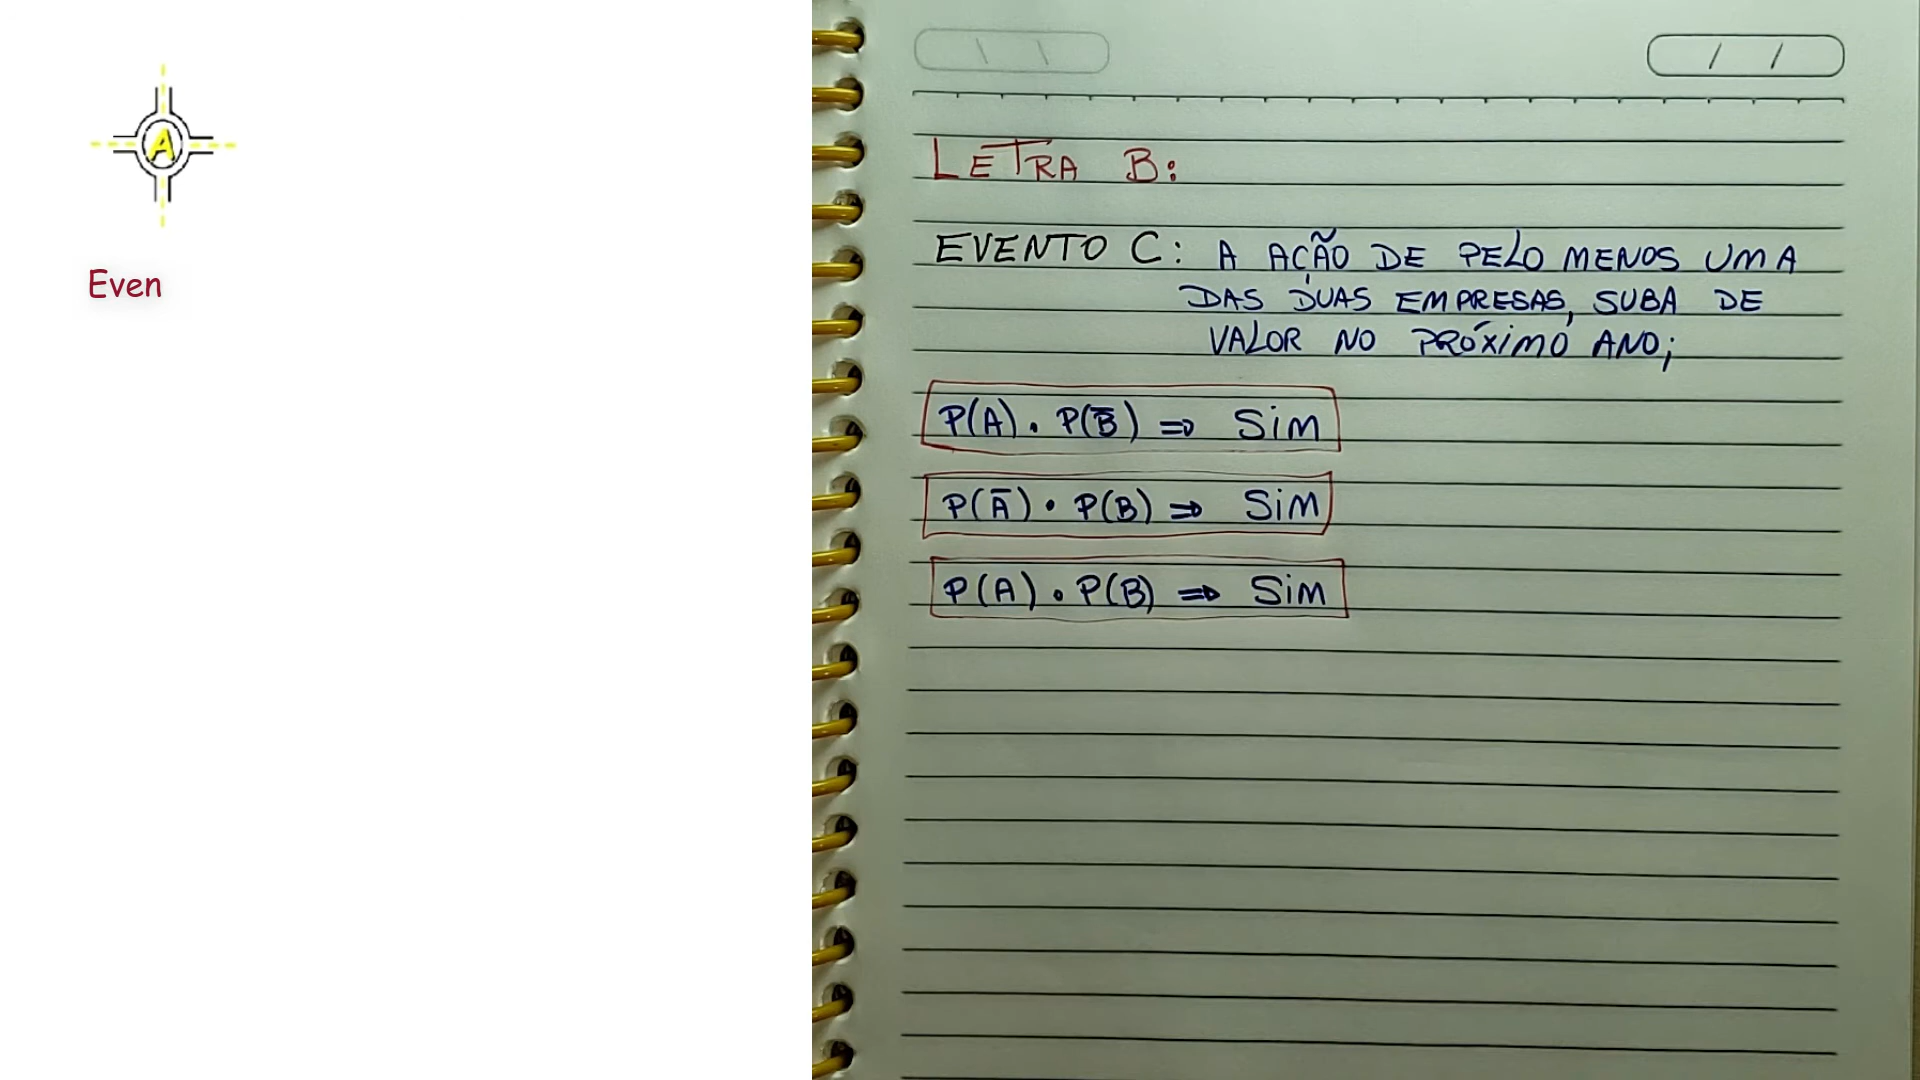 A
Even
LETRA B:
EVENTO C: A AÇÃO DE PELO MENOS UMA
DAS DUAS EMPRESAS, SUBA DE
VALOR NO PRÓXIMO ANO;
P(A) . P(B̅) ⇒ Sim
P(A̅) . P(B) ⇒ Sim
P(A) . P(B) ⇒ Sim